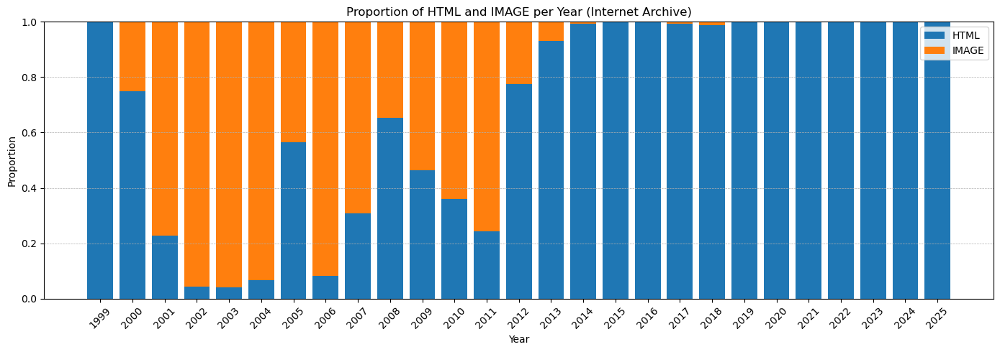 Proportion of HTML and IMAGE per Year (Internet Archive)
1.0
0.8
0.6
0.4
0.2
0.0
Proportion
HTML
IMAGE
1999 2000 2001 2002 2003 2004 2005 2006 2007 2008 2009 2010 2011 2012 2013 2014 2015 2016 2017 2018 2019 2020 2021 2022 2023 2024 2025
Year